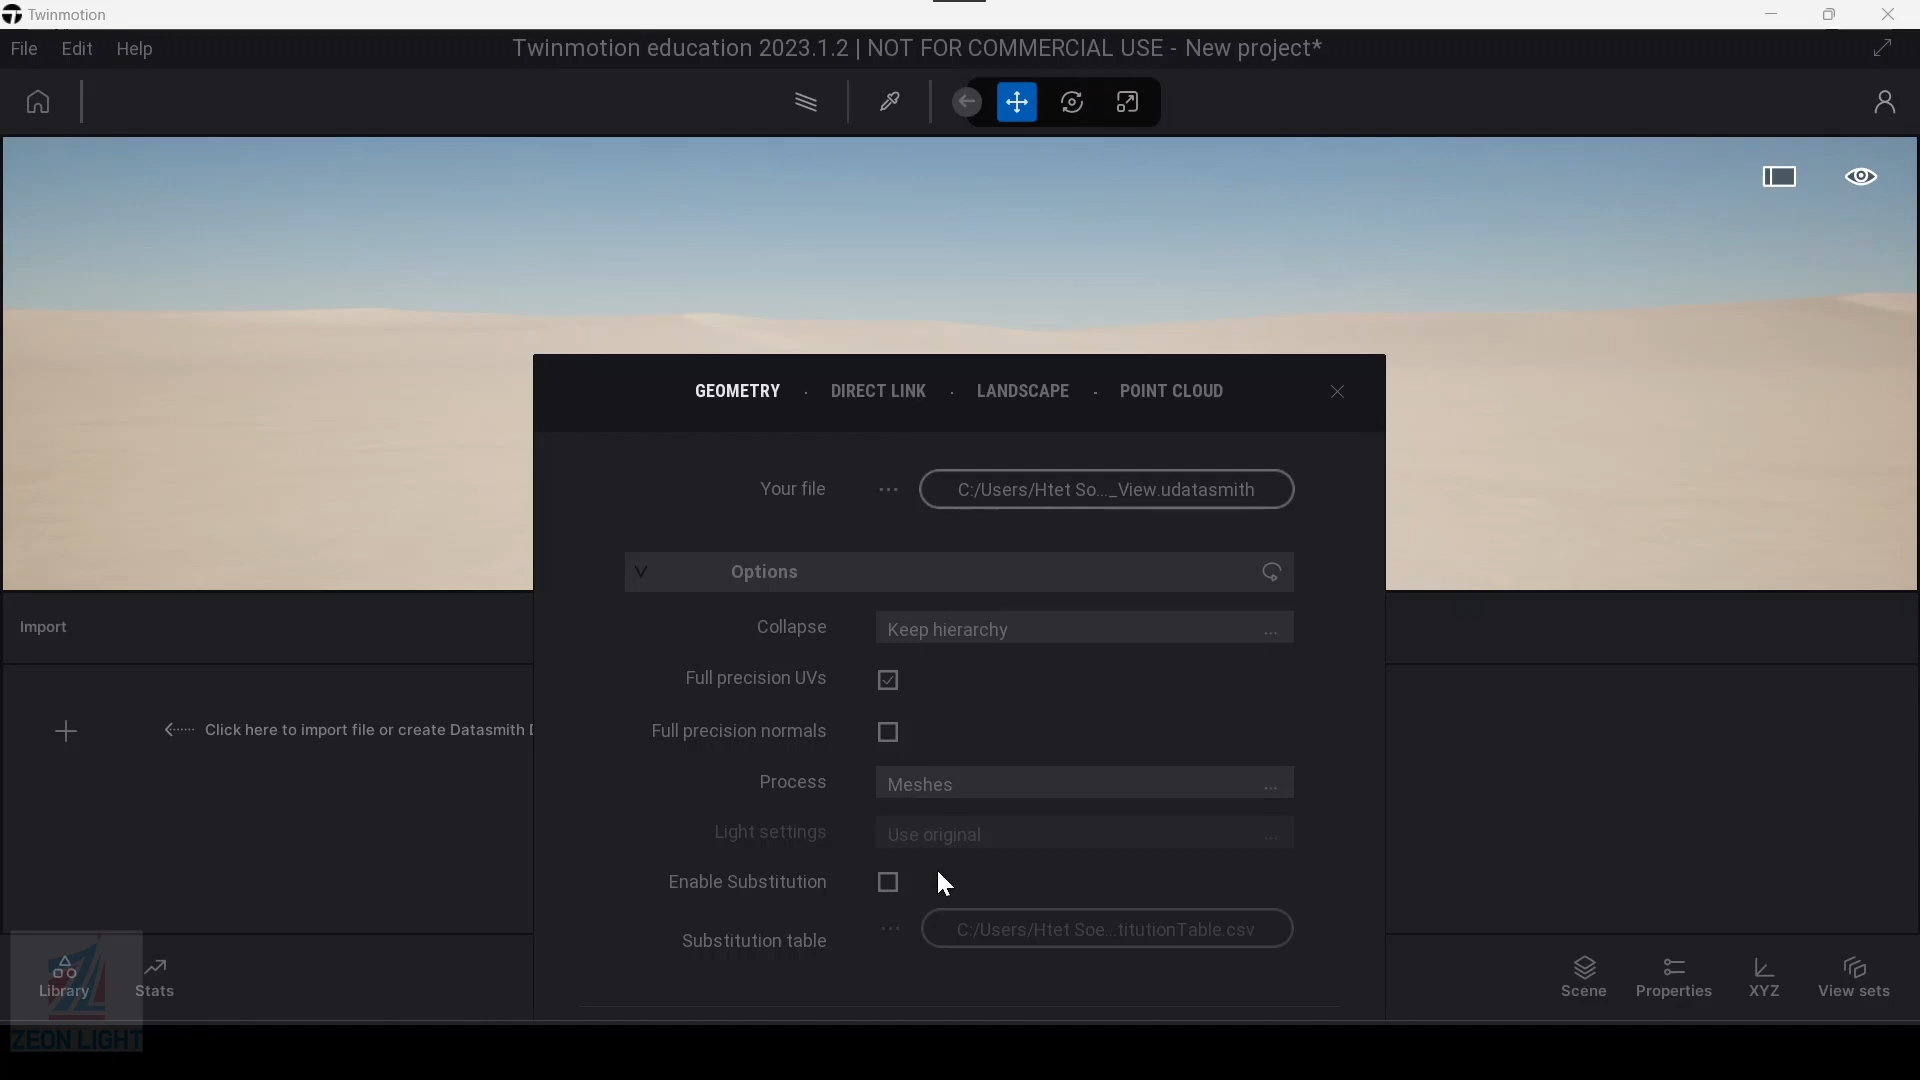 Twinmotion
File Edit Help
Twinmotion education 2023.1.2 | NOT FOR COMMERCIAL USE - New project*
GEOMETRY · DIRECT LINK · LANDSCAPE · POINT CLOUD
Your file ... C:/Users/Htet So..._View.udatasmith
Options
Import
Collapse Keep hierarchy ...
Full precision UVs
Click here to import file or create Datasmith
Full precision normals
Process Meshes ...
Light settings Use original ...
Enable Substitution
Substitution table ... C:/Users/Htet Soe...titutionTable.csv
Library Stats
Scene Properties XYZ View sets
ZEON LIGHT